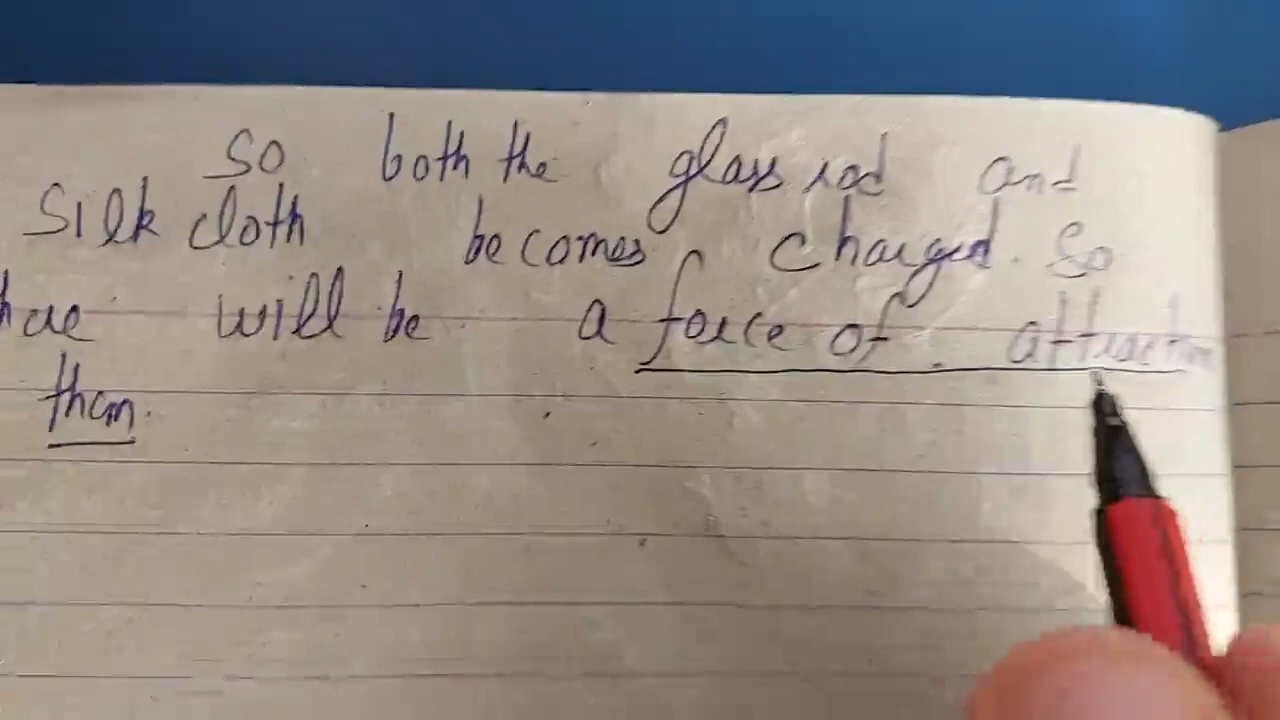 So both the glass rod and
Silk cloth becomes charged. So
will be a force of attraction
them.